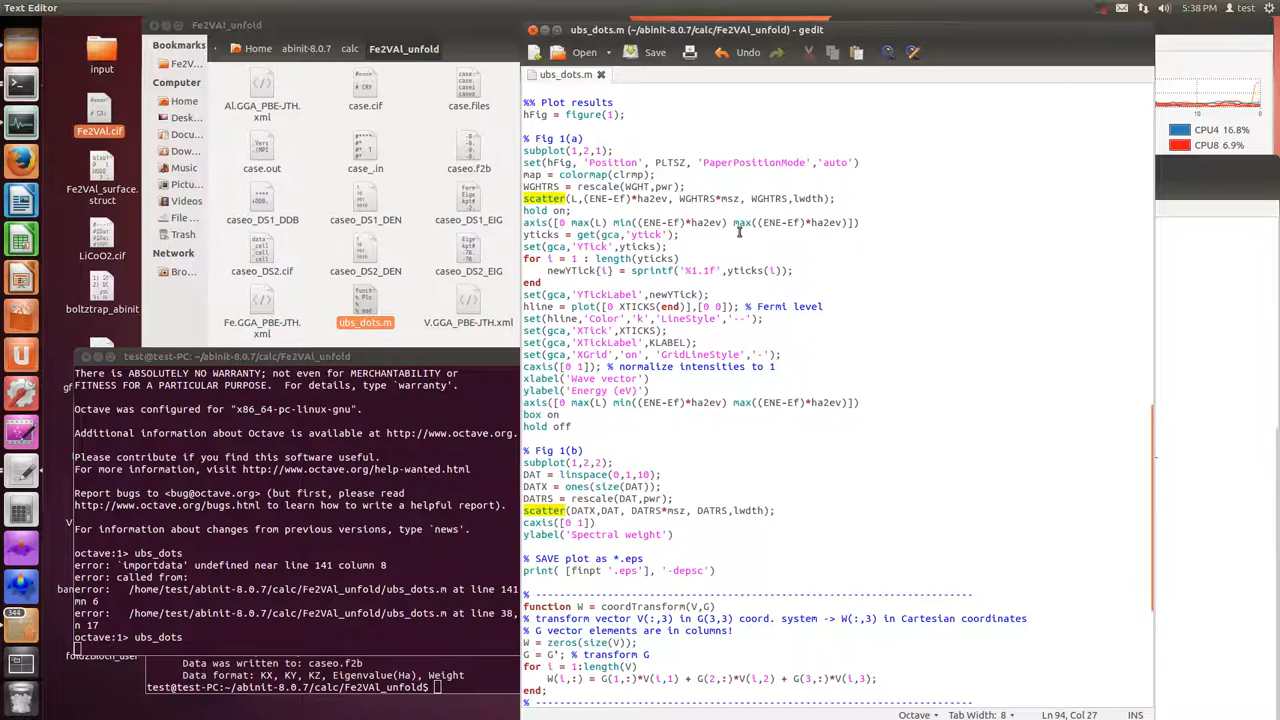 Text Editor
5:38 PM
test
Fe2VAl_unfold
ubs_dots.m (~/abinit-8.0.7/calc/Fe2VAl_unfold) - gedit
Bookmarks
Fe2V...
Computer
Home
Desk...
Docu...
Dow...
Music
Pictu...
Videos
File...
Trash
Network
Bro...
Home
abinit-8.0.7
calc
Fe2VAl_unfold
input
Fe2VAl.cif
Fe2VAl_surface.
structure
LiCoO2.cif
boltztrap_abinit
Al.GGA_PBE-JTH.
xml
case.cif
case.files
case.out
case_.in
caseo.f2b
caseo_DS1_DDB
caseo_DS1_DEN
caseo_DS1_EIG
caseo_DS2.cif
caseo_DS2_DEN
caseo_DS2_EIG
Fe.GGA_PBE-JTH.
xml
ubs_dots.m
V.GGA_PBE-JTH.xml
Open
Save
Undo
ubs_dots.m
%% Plot results
hFig = figure(1);
% Fig 1(a)
subplot(1,2,1);
set(hFig, 'Position', PLTSZ, 'PaperPositionMode','auto')
map = colormap(clrmp);
WGHTRS = rescale(WGHT,pwr);
scatter(L,(ENE-Ef)*ha2ev, WGHTRS*msz, WGHTRS,lwdth);
hold on;
axis([0 max(L) min((ENE-Ef)*ha2ev) max((ENE-Ef)*ha2ev)])
yticks = get(gca,'ytick');
set(gca,'YTick',yticks);
for i = 1 : length(yticks)
newYTick{i} = sprintf('%1.1f',yticks(i));
end
set(gca,'YTickLabel',newYTick);
hline = plot([0 XTICKS(end)],[0 0]); % Fermi level
set(hline,'Color','k','LineStyle','--');
set(gca,'XTick',XTICKS);
set(gca,'XTickLabel',KLABEL);
set(gca,'XGrid','on', 'GridLineStyle','-');
caxis([0 1]); % normalize intensities to 1
xlabel('Wave vector')
ylabel('Energy (eV)')
axis([0 max(L) min((ENE-Ef)*ha2ev) max((ENE-Ef)*ha2ev)])
box on
hold off
% Fig 1(b)
subplot(1,2,2);
DAT = linspace(0,1,10);
DATX = ones(size(DAT));
DATRS = rescale(DAT,pwr);
scatter(DATX,DAT, DATRS*msz, DATRS,lwdth);
caxis([0 1])
ylabel('Spectral weight')
% SAVE plot as *.eps
print( [finpt '.eps'], '-depsc')
% -------------------------------------------------------------------
function W = coordTransform(V,G)
% transform vector V(:,3) in G(3,3) coord. system -> W(:,3) in Cartesian coordinates
% G vector elements are in columns!
W = zeros(size(V));
G = G'; % transform G
for i = 1:length(V)
W(i,:) = G(1,:)*V(i,1) + G(2,:)*V(i,2) + G(3,:)*V(i,3);
end;
% -------------------------------------------------------------------
Octave
Tab Width: 8
Ln 94, Col 27
INS
10
0
CPU4 16.8%
CPU8 6.9%
test@test-PC: ~/abinit-8.0.7/calc/Fe2VAl_unfold
There is ABSOLUTELY NO WARRANTY; not even for MERCHANTABILITY or
FITNESS FOR A PARTICULAR PURPOSE. For details, type `warranty'.
Octave was configured for "x86_64-pc-linux-gnu".
Additional information about Octave is available at http://www.octave.org.
Please contribute if you find this software useful.
For more information, visit http://www.octave.org/help-wanted.html
Report bugs to <bug@octave.org> (but first, please read
http://www.octave.org/bugs.html to learn how to write a helpful report).
For information about changes from previous versions, type `news'.
octave:1> ubs_dots
error: `importdata' undefined near line 141 column 8
error: called from:
error: /home/test/abinit-8.0.7/calc/Fe2VAl_unfold/ubs_dots.m at line 141
mn 6
error: /home/test/abinit-8.0.7/calc/Fe2VAl_unfold/ubs_dots.m at line 38,
n 17
octave:1> ubs_dots
344
Data was written to: caseo.f2b
Data format: KX, KY, KZ, Eigenvalue(Ha), Weight
test@test-PC:~/abinit-8.0.7/calc/Fe2VAl_unfold$